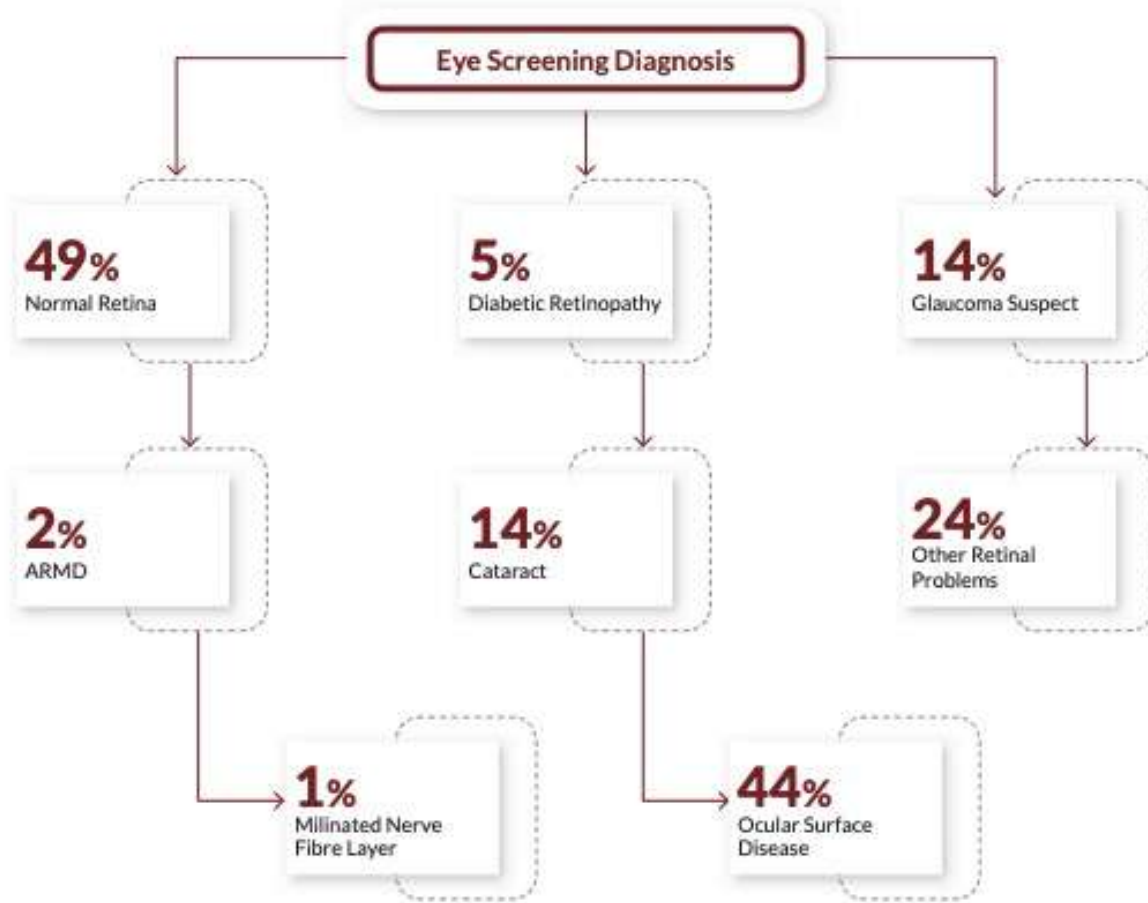 Eye Screening Diagnosis
49%
Normal Retina
5%
Diabetic Retinopathy
14%
Glaucoma Suspect
2%
ARMD
14%
Cataract
24%
Other Retinal
Problems
1%
Milinated Nerve
Fibre Layer
44%
Ocular Surface
Disease